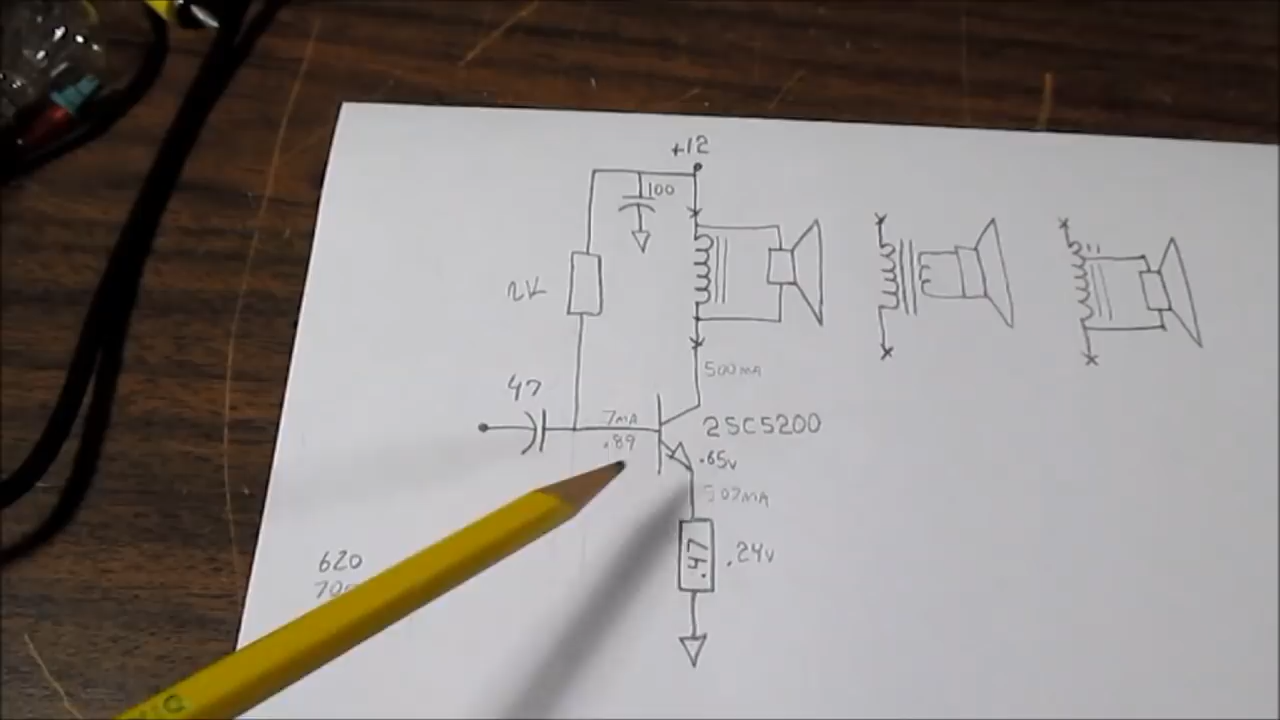 +12
100
2K
47
500MA
7MA
.89
2SC5200
.65v
507MA
.47
.24v
620